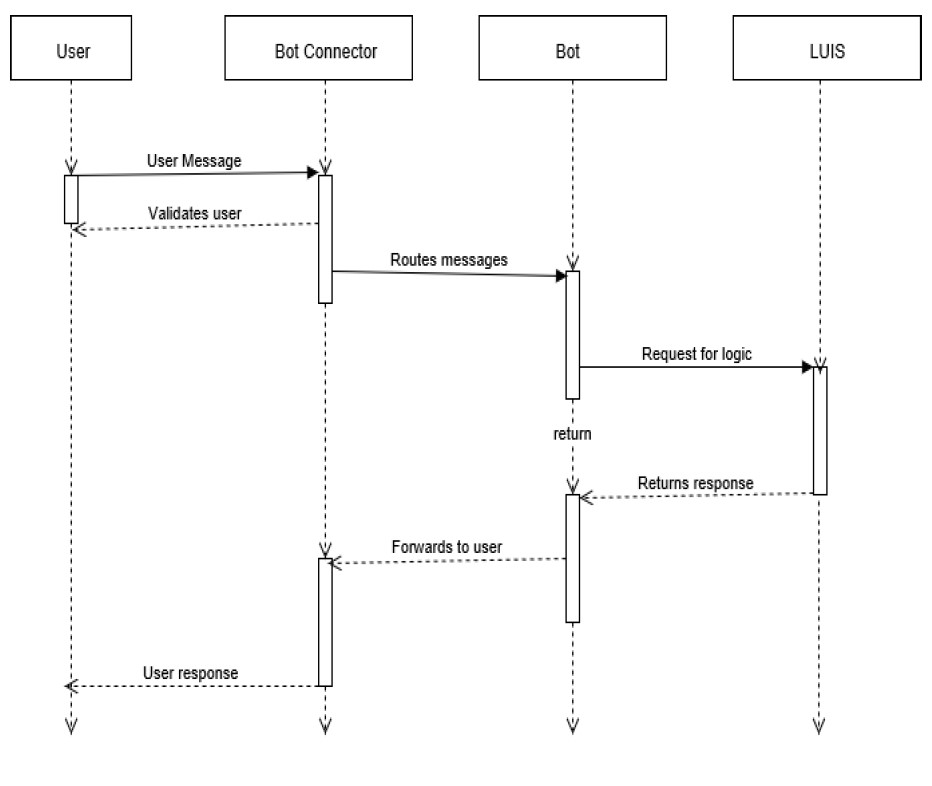 User
Bot Connector
Bot
LUIS
User Message
Validates user
Routes messages
Request for logic
return
Returns response
Forwards to user
User response